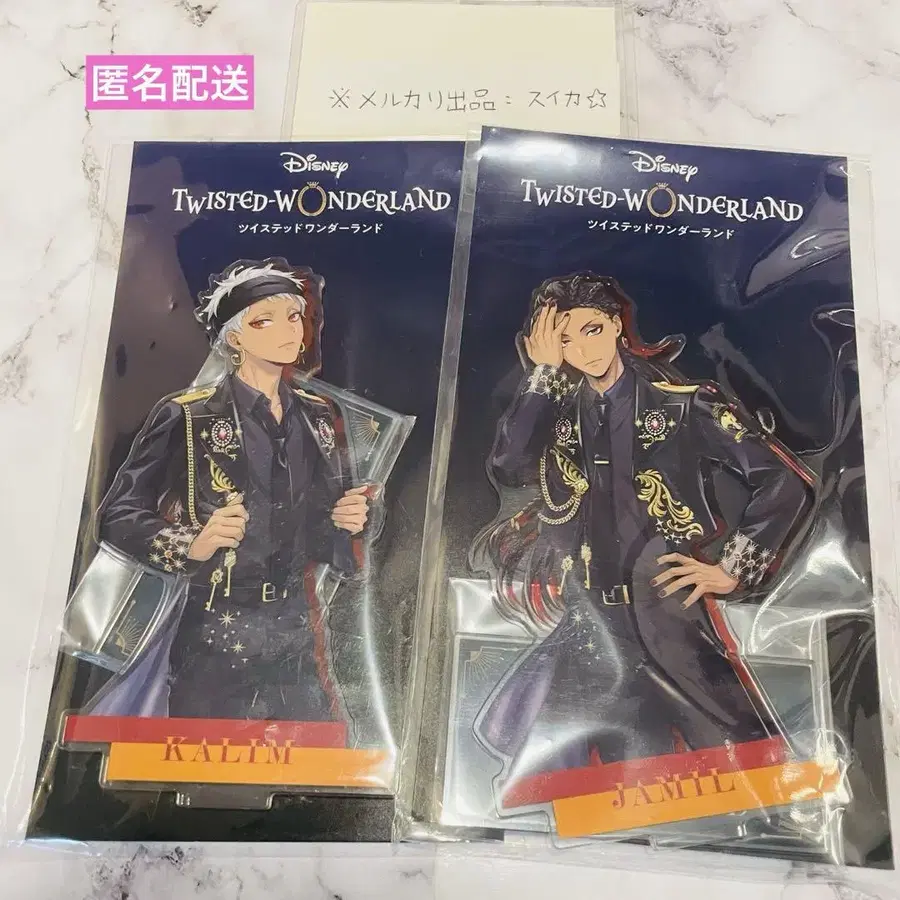 匿名配送
※メルカリ出品:スイカ☆
Disney
TWISTED-WONDERLAND
ツイステッドワンダーランド
KALIM
Disney
TWISTED-WONDERLAND
ツイステッドワンダーランド
JAMIL